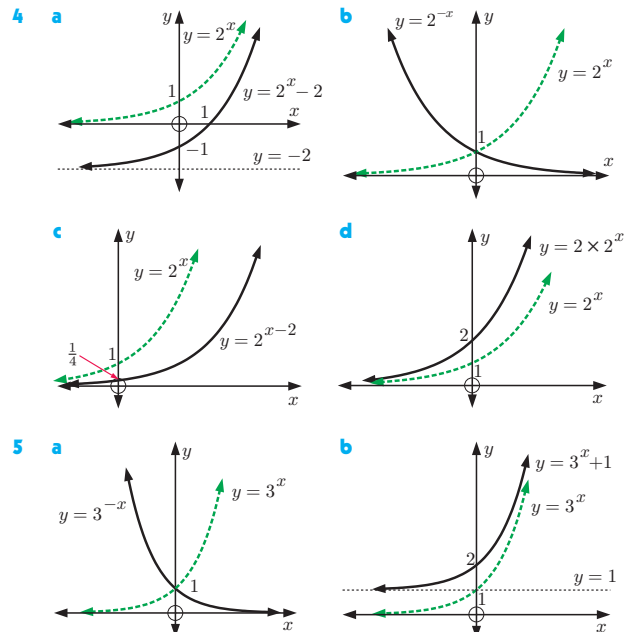 4 a
y
y = 2^x
1
1
y = 2^x − 2
x
−1
y = −2
b
y = 2^−x
y
y = 2^x
1
x
c
y
y = 2^x
1/4
1
y = 2^x−2
x
d
y
y = 2 × 2^x
2
y = 2^x
1
x
5 a
y
y = 3^−x
y = 3^x
1
x
b
y
y = 3^x + 1
y = 3^x
2
y = 1
1
x